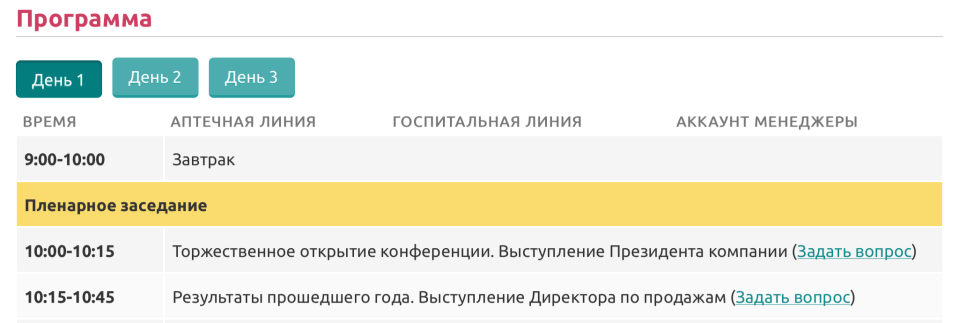 Программа
День 1 День 2 День 3
ВРЕМЯ АПТЕЧНАЯ ЛИНИЯ ГОСПИТАЛЬНАЯ ЛИНИЯ АККАУНТ МЕНЕДЖЕРЫ
9:00-10:00 Завтрак
Пленарное заседание
10:00-10:15 Торжественное открытие конференции. Выступление Президента компании (Задать вопрос)
10:15-10:45 Результаты прошедшего года. Выступление Директора по продажам (Задать вопрос)